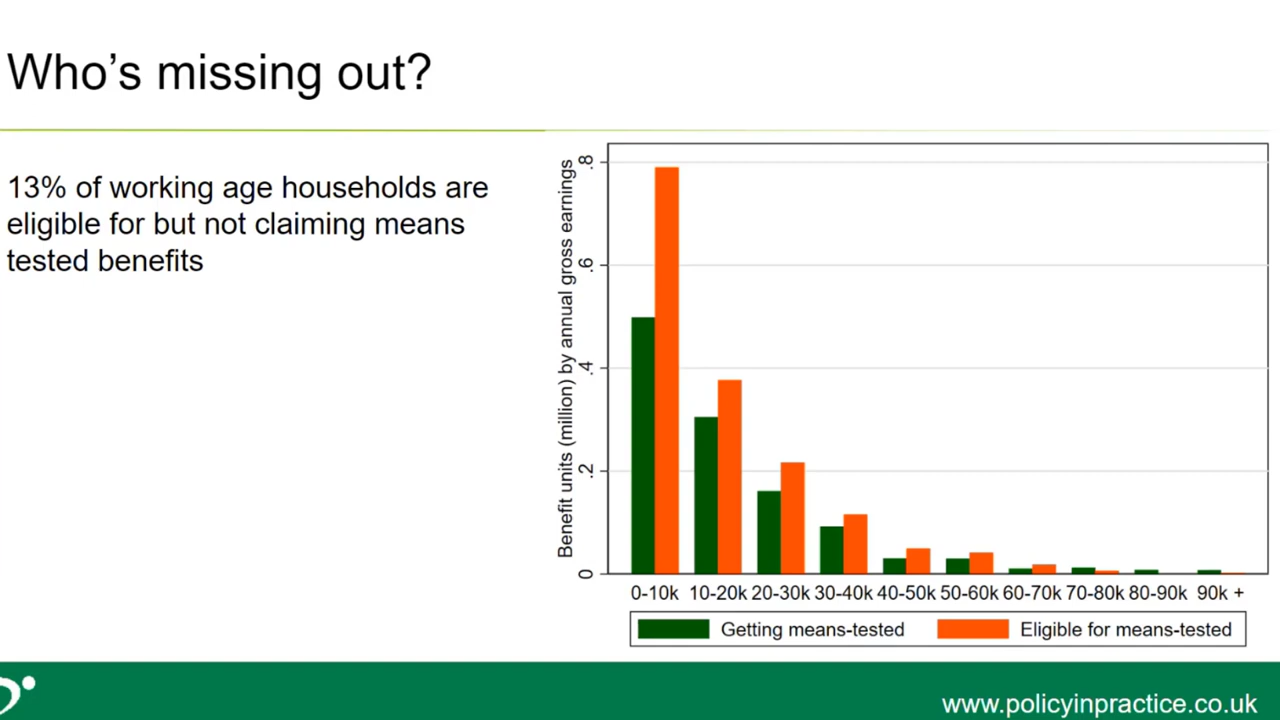 Who's missing out?
13% of working age households are
eligible for but not claiming means
tested benefits
Benefit units (million) by annual gross earnings
.8
.6
.4
.2
0
0-10k 10-20k 20-30k 30-40k 40-50k 50-60k 60-70k 70-80k 80-90k 90k +
Getting means-tested Eligible for means-tested
www.policyinpractice.co.uk